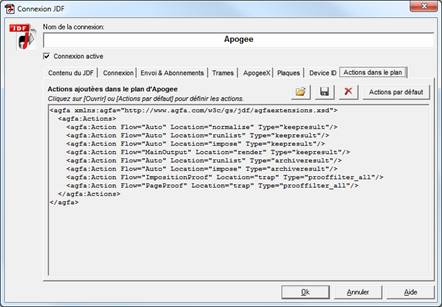 Connexion JDF
JDF
Nom de la connexion:
Apogee
Connexion active
Contenu du JDF
Connexion
Envoi & Abonnements
Trames
ApogeeX
Plaques
Device ID
Actions dans le plan
Actions ajoutées dans le plan d'Apogee
Cliquez sur [Ouvrir] ou [Actions par défaut] pour définir les actions.
Actions par défaut
<agfa xmlns:agfa="http://www.agfa.com/w3c/gs/jdf/agfaextensions.xsd">
<agfa:Actions>
<agfa:Action Flow="Auto" Location="normalize" Type="keepresult"/>
<agfa:Action Flow="Auto" Location="runlist" Type="keepresult"/>
<agfa:Action Flow="Auto" Location="impose" Type="keepresult"/>
<agfa:Action Flow="MainOutput" Location="render" Type="keepresult"/>
<agfa:Action Flow="Auto" Location="runlist" Type="archiveresult"/>
<agfa:Action Flow="Auto" Location="impose" Type="archiveresult"/>
<agfa:Action Flow="ImpositionProof" Location="trap" Type="prooffilter_all"/>
<agfa:Action Flow="PageProof" Location="trap" Type="prooffilter_all"/>
</agfa:Actions>
</agfa>
Ok
Annuler
Aide